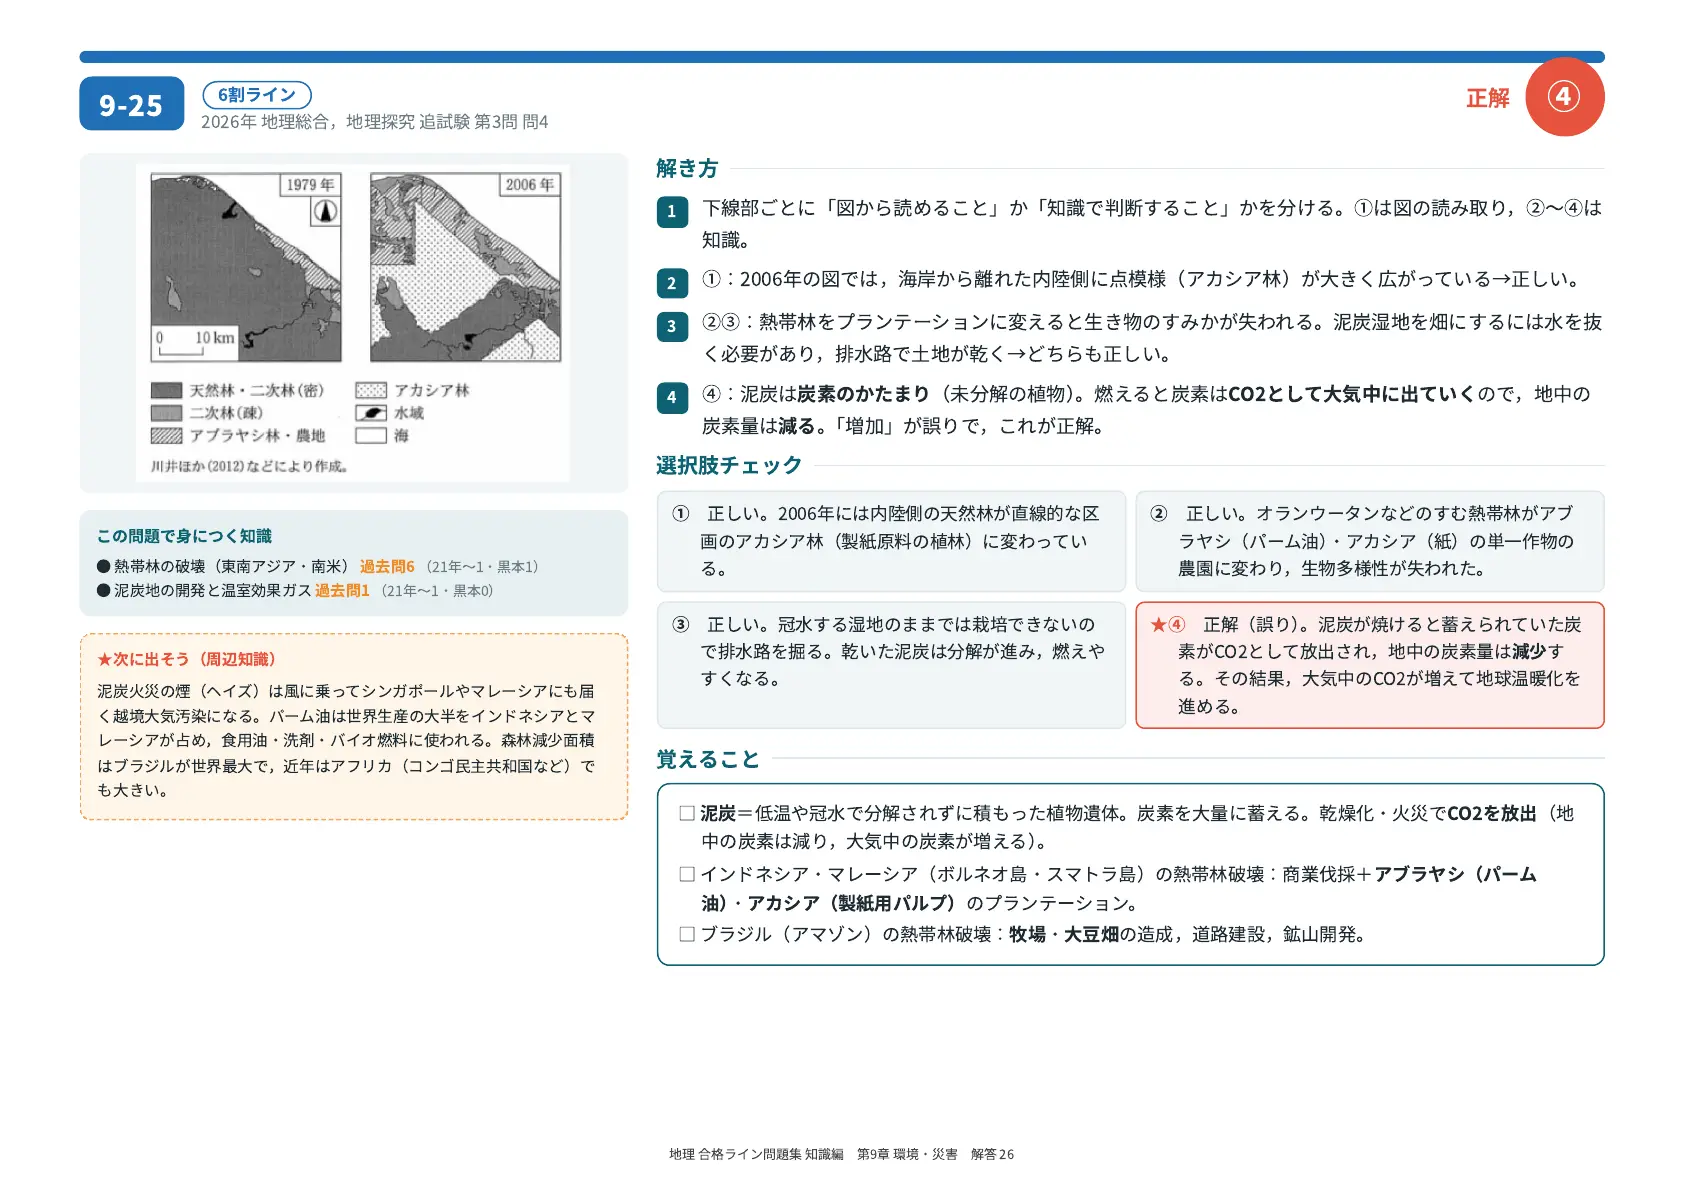 9-25
6割ライン
2026年 地理総合，地理探究 追試験 第3問 問4
正解 ④
1979年
2006年
0 10 km
天然林・二次林(密)
二次林(疎)
アブラヤシ林・農地
アカシア林
水域
海
川井ほか(2012)などにより作成。
この問題で身につく知識
● 熱帯林の破壊（東南アジア・南米） 過去問6 （21年〜1・黒本1）
● 泥炭地の開発と温室効果ガス 過去問1 （21年〜1・黒本0）
★次に出そう（周辺知識）
泥炭火災の煙（ヘイズ）は風に乗ってシンガポールやマレーシアにも届
く越境大気汚染になる。パーム油は世界生産の大半をインドネシアとマ
レーシアが占め，食用油・洗剤・バイオ燃料に使われる。森林減少面積
はブラジルが世界最大で，近年はアフリカ（コンゴ民主共和国など）で
も大きい。
解き方
1 下線部ごとに「図から読めること」か「知識で判断すること」かを分ける。①は図の読み取り，②〜④は
知識。
2 ①：2006年の図では，海岸から離れた内陸側に点模様（アカシア林）が大きく広がっている→正しい。
3 ②③：熱帯林をプランテーションに変えると生き物のすみかが失われる。泥炭湿地を畑にするには水を抜
く必要があり，排水路で土地が乾く→どちらも正しい。
4 ④：泥炭は炭素のかたまり（未分解の植物）。燃えると炭素はCO2として大気中に出ていくので，地中の
炭素量は減る。「増加」が誤りで，これが正解。
選択肢チェック
① 正しい。2006年には内陸側の天然林が直線的な区
画のアカシア林（製紙原料の植林）に変わってい
る。
② 正しい。オランウータンなどのすむ熱帯林がアブ
ラヤシ（パーム油）・アカシア（紙）の単一作物の
農園に変わり，生物多様性が失われた。
③ 正しい。冠水する湿地のままでは栽培できないの
で排水路を掘る。乾いた泥炭は分解が進み，燃えや
すくなる。
★④ 正解（誤り）。泥炭が焼けると蓄えられていた炭
素がCO2として放出され，地中の炭素量は減少す
る。その結果，大気中のCO2が増えて地球温暖化を
進める。
覚えること
□ 泥炭＝低温や冠水で分解されずに積もった植物遺体。炭素を大量に蓄える。乾燥化・火災でCO2を放出（地
中の炭素は減り，大気中の炭素が増える）。
□ インドネシア・マレーシア（ボルネオ島・スマトラ島）の熱帯林破壊：商業伐採＋アブラヤシ（パーム
油）・アカシア（製紙用パルプ）のプランテーション。
□ ブラジル（アマゾン）の熱帯林破壊：牧場・大豆畑の造成，道路建設，鉱山開発。
地理 合格ライン問題集 知識編 第9章 環境・災害 解答 26